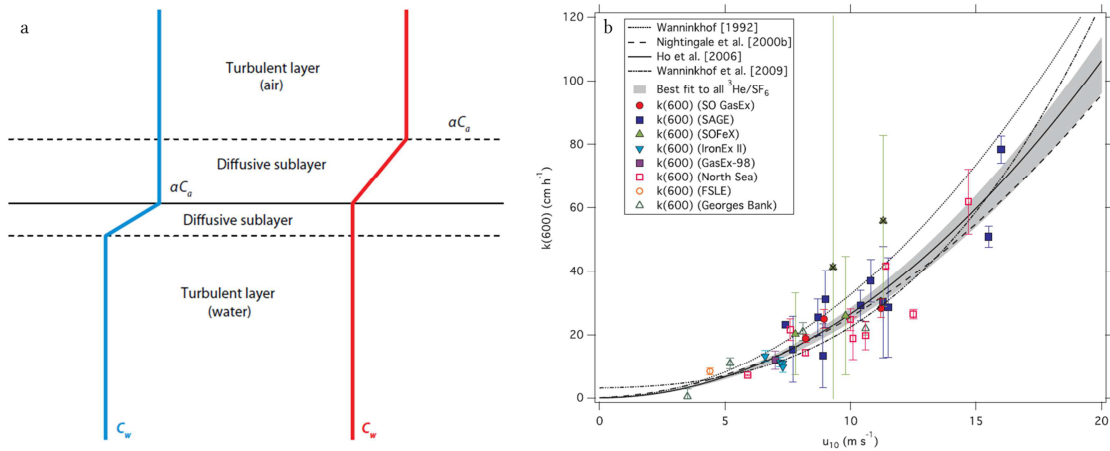 a
Turbulent layer
(air)
αCa
Diffusive sublayer
αCa
Diffusive sublayer
Turbulent layer
(water)
Cw
Cw
b
120
100
80
60
40
20
0
k(600) (cm h⁻¹)
Wanninkhof [1992]
Nightingale et al. [2000b]
Ho et al. [2006]
Wanninkhof et al. [2009]
Best fit to all ³He/SF₆
k(600) (SO GasEx)
k(600) (SAGE)
k(600) (SOFeX)
k(600) (IronEx II)
k(600) (GasEx-98)
k(600) (North Sea)
k(600) (FSLE)
k(600) (Georges Bank)
0 5 10 15 20
u₁₀ (m s⁻¹)